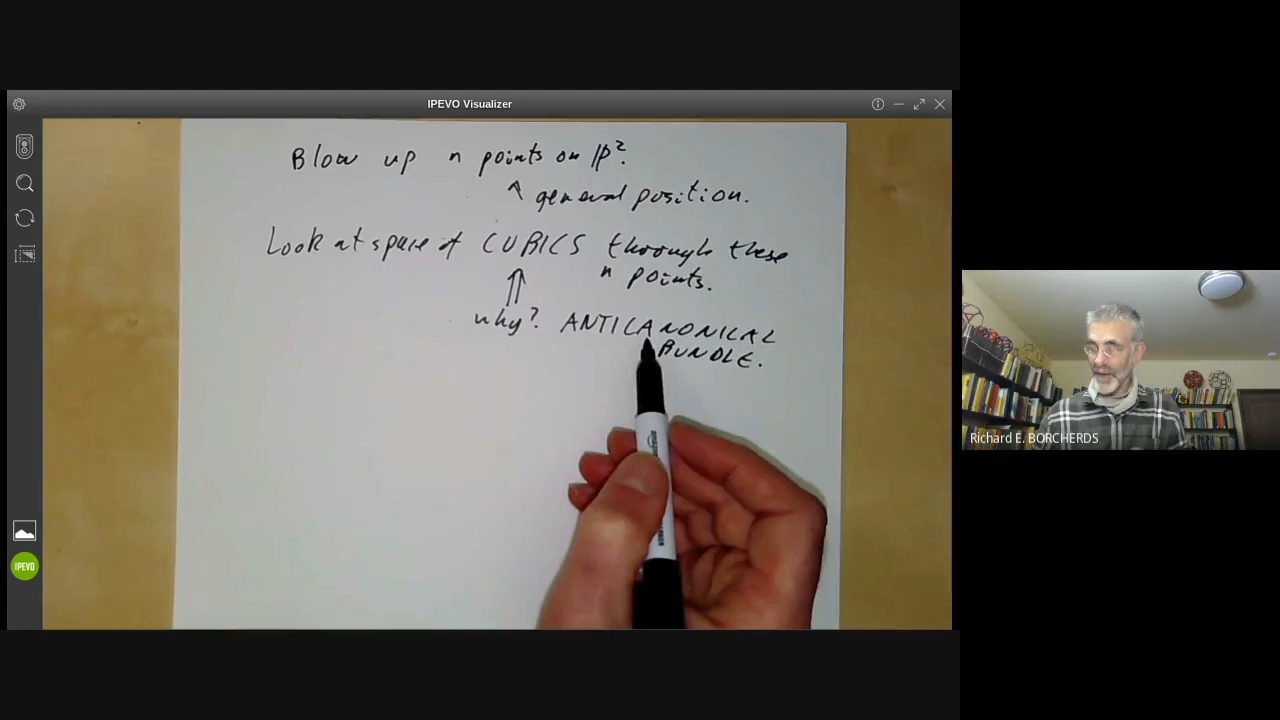 IPEVO Visualizer
Blow up n points on P².
^ general position.
Look at space of CUBICS through these
n points.
why? ANTICANONICAL
BUNDLE.
Richard E. BORCHERDS
IPEVO